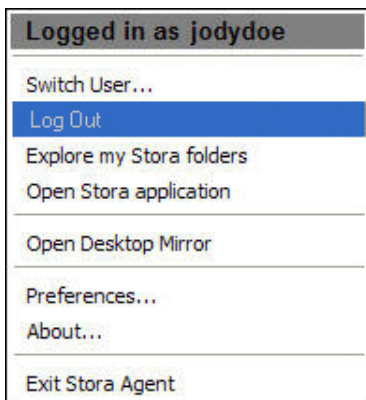 Logged in as jodydoe
Switch User...
Log Out
Explore my Stora folders
Open Stora application
Open Desktop Mirror
Preferences...
About...
Exit Stora Agent